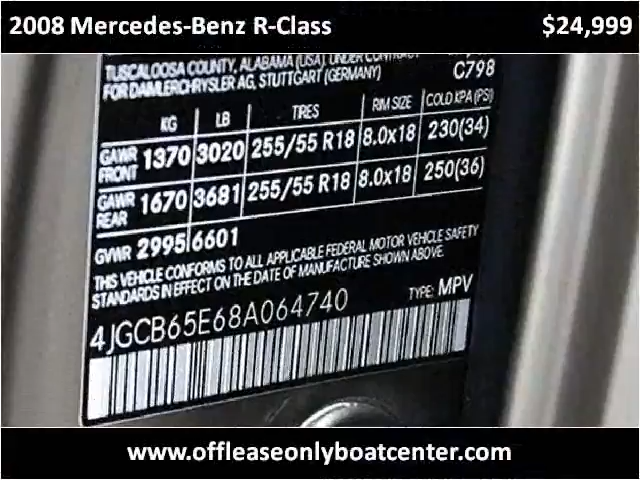 2008 Mercedes-Benz R-Class $24,999
TUSCALOOSA COUNTY, ALABAMA (USA), UNDER CONTRACT
FOR DAIMLERCHRYSLER AG, STUTTGART (GERMANY) C798
KG LB TIRES RIM SIZE COLD KPA (PSI)
GAWR FRONT 1370 3020 255/55 R18 8.0x18 230(34)
GAWR REAR 1670 3681 255/55 R18 8.0x18 250(36)
GVWR 2995 6601
THIS VEHICLE CONFORMS TO ALL APPLICABLE FEDERAL MOTOR VEHICLE SAFETY
STANDARDS IN EFFECT ON THE DATE OF MANUFACTURE SHOWN ABOVE.
4JGCB65E68A064740 TYPE: MPV
www.offleaseonlyboatcenter.com